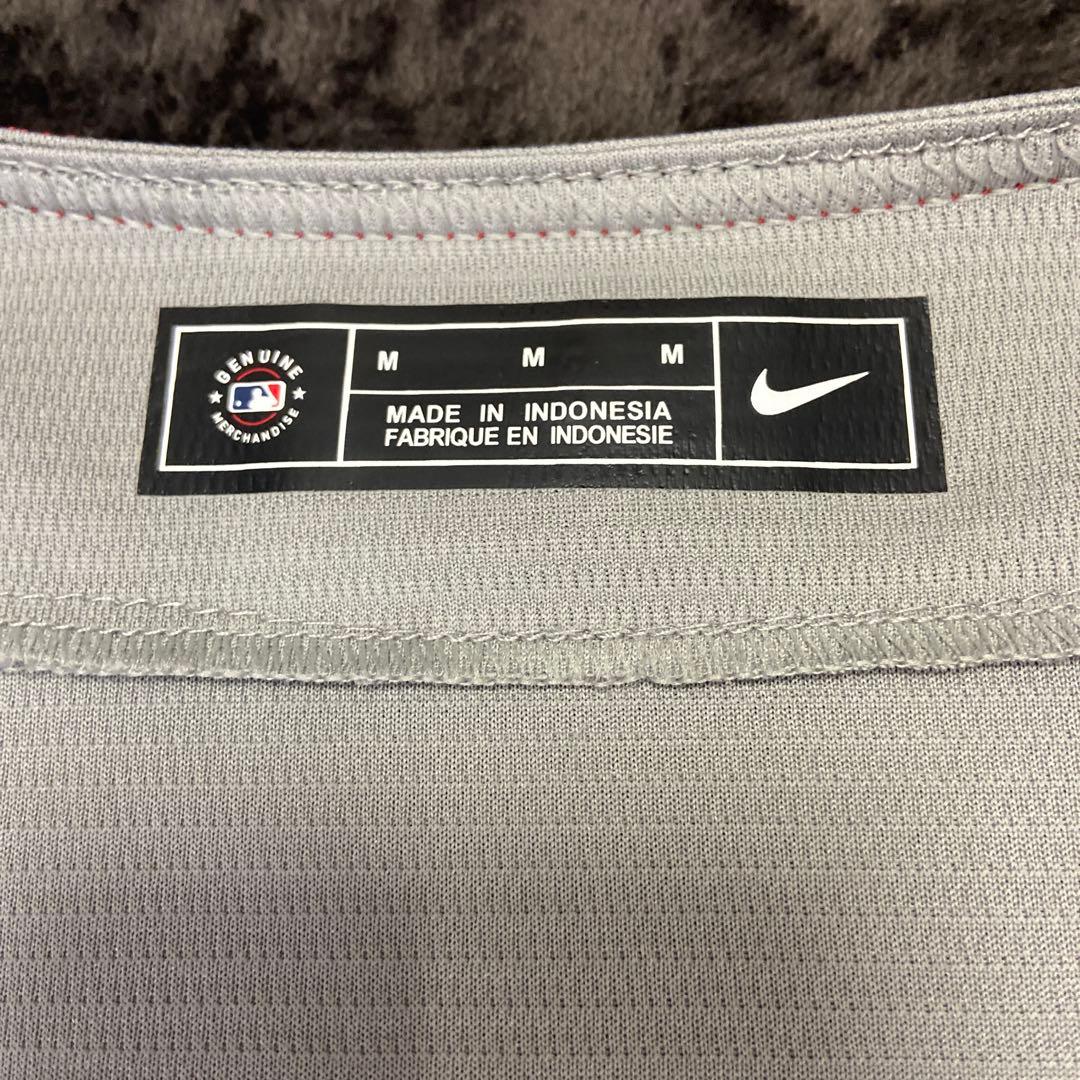 GENUINE
MERCHANDISE
M M M
MADE IN INDONESIA
FABRIQUE EN INDONESIE